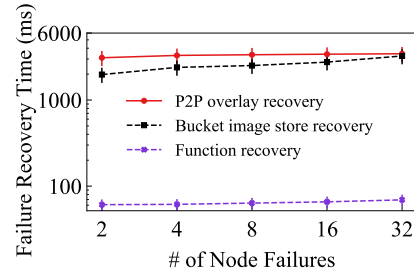 Failure Recovery Time (ms)
6000
1000
100
P2P overlay recovery
Bucket image store recovery
Function recovery
2 4 8 16 32
# of Node Failures